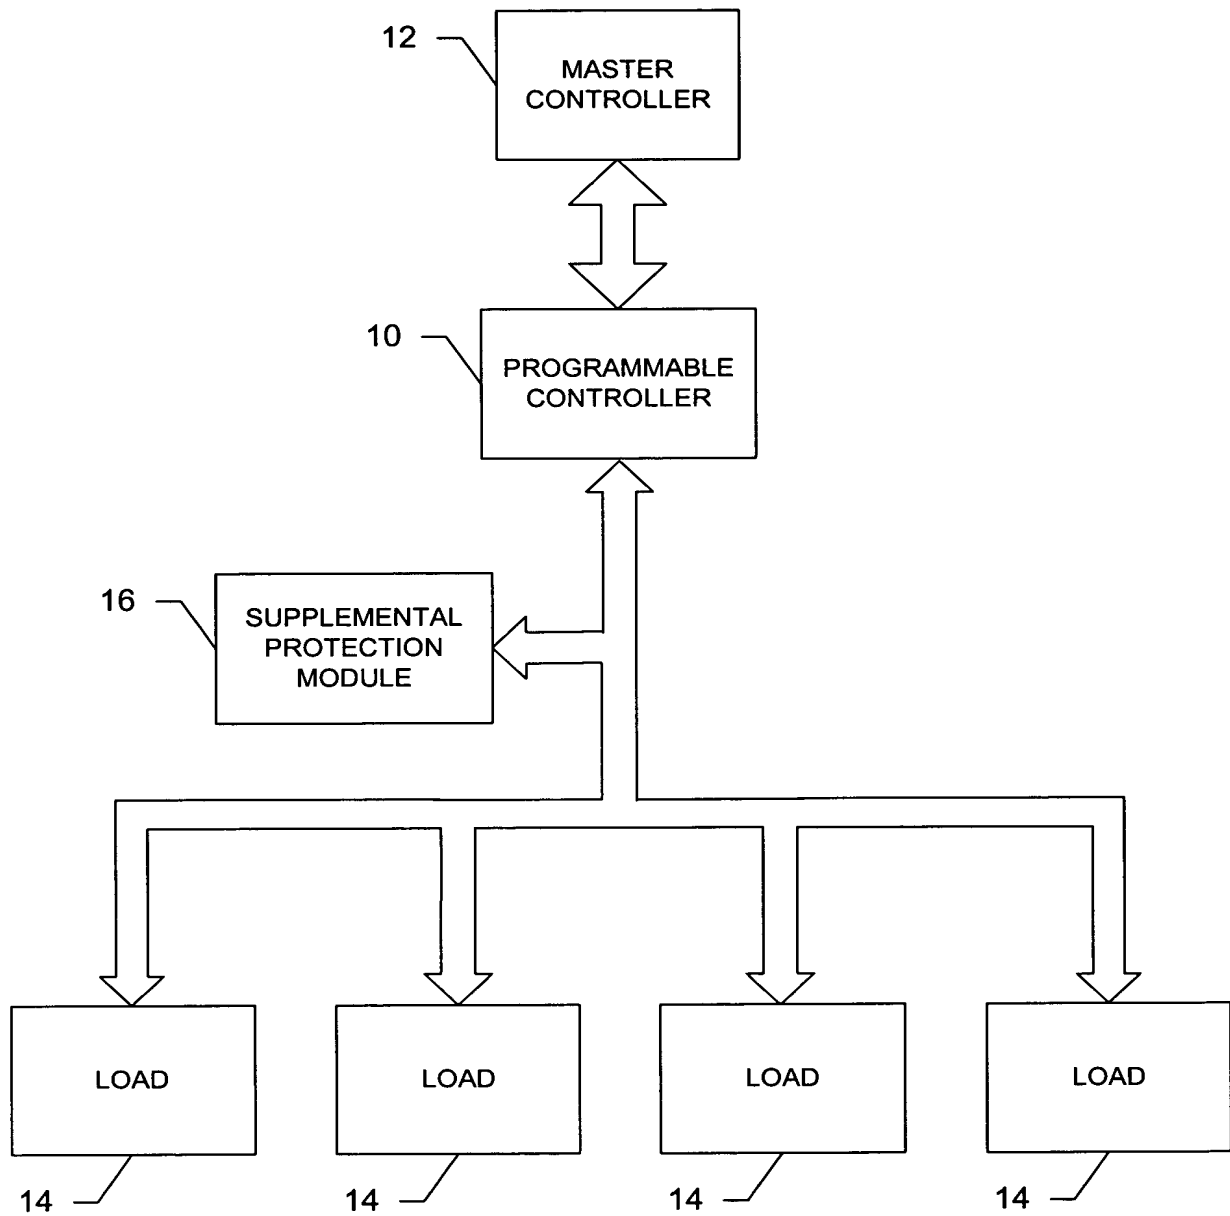 12
MASTER
CONTROLLER
10
PROGRAMMABLE
CONTROLLER
16
SUPPLEMENTAL
PROTECTION
MODULE
LOAD
LOAD
LOAD
LOAD
14
14
14
14